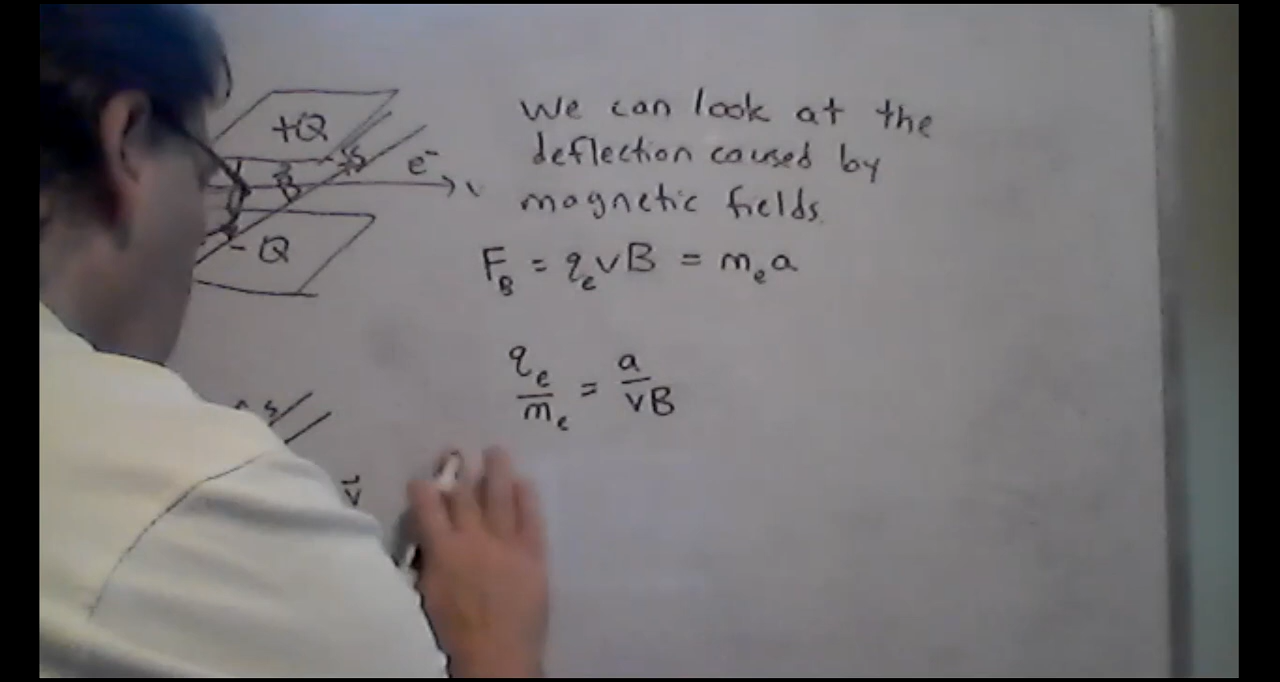 We can look at the
deflection caused by
magnetic fields.
F_B = q_e v B = m_e a
q_e / m_e = a / vB
+Q
e⁻
B
-Q
v